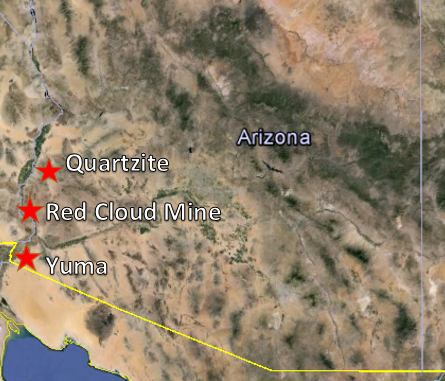 Arizona
Quartzite
Red Cloud Mine
Yuma